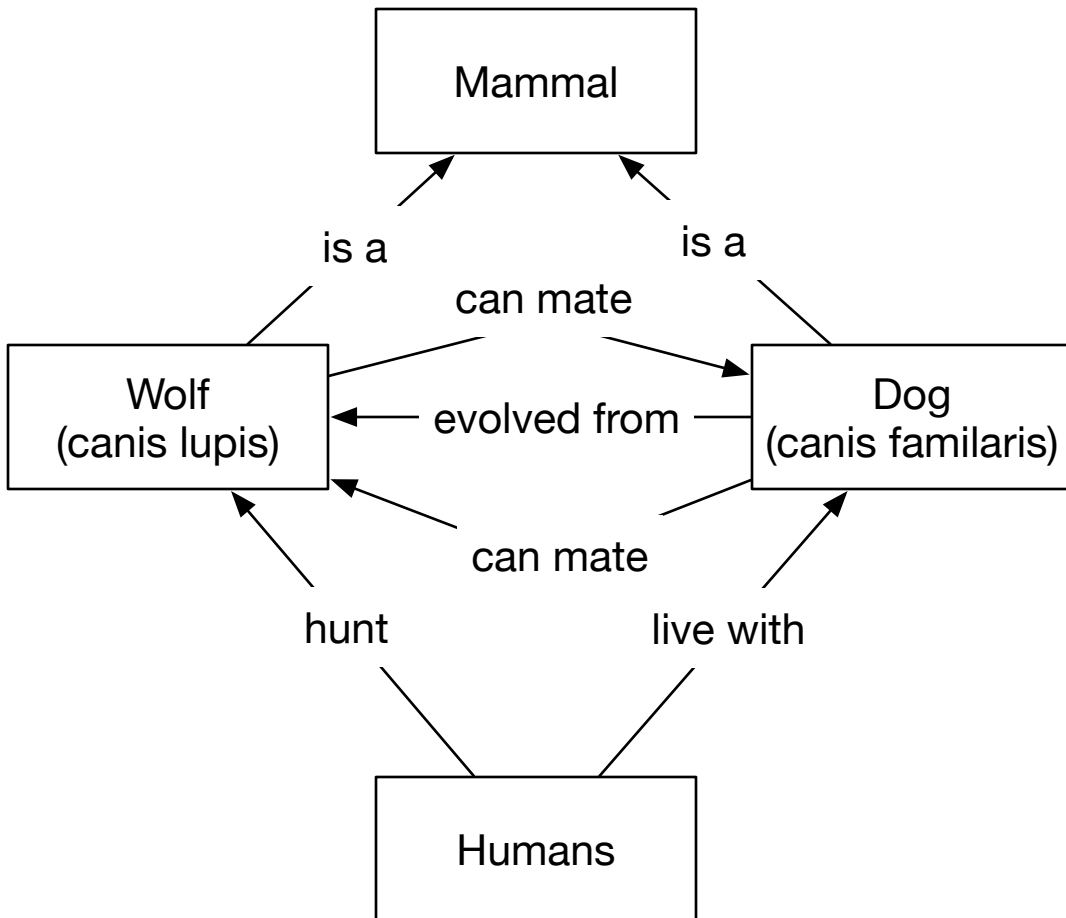 Mammal
is a
is a
can mate
Wolf
(canis lupis)
evolved from
Dog
(canis familaris)
can mate
hunt
live with
Humans